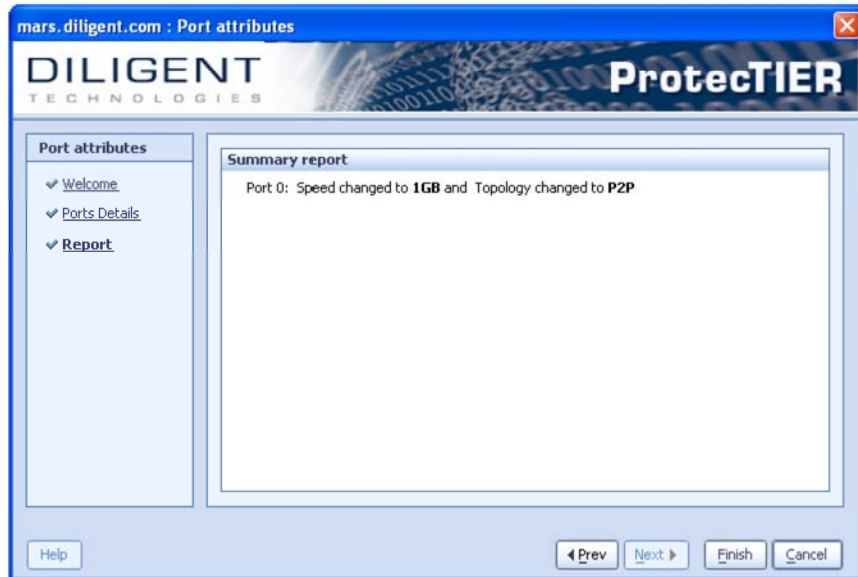 mars.diligent.com : Port attributes
DILIGENT
TECHNOLOGIES
ProtecTIER
Port attributes
Welcome
Ports Details
Report
Summary report
Port 0: Speed changed to 1GB and Topology changed to P2P
Help
Prev
Next
Finish
Cancel